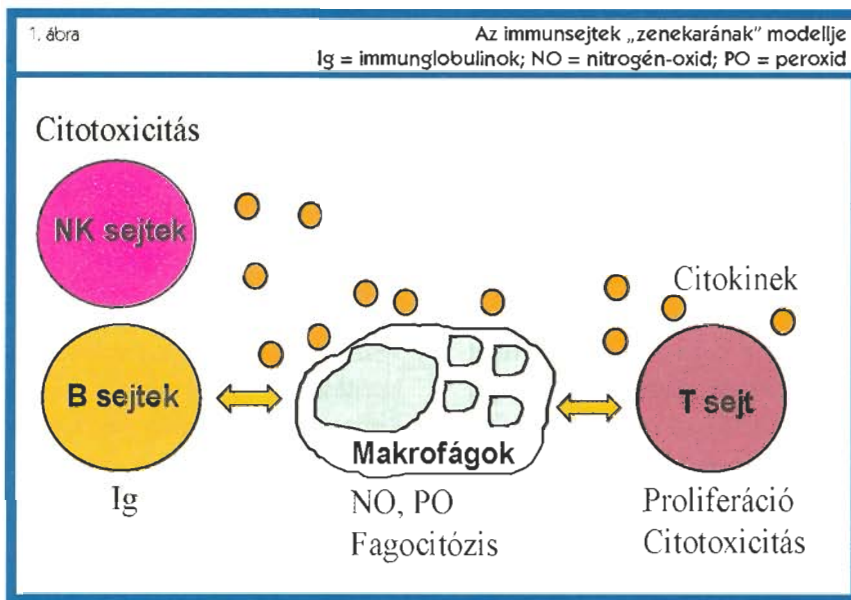 1. ábra
Az immunsejtek „zenekarának” modellje
Ig = immunglobulinok; NO = nitrogén-oxid; PO = peroxid
Citotoxicitás
NK sejtek
Citokinek
B sejtek
Makrofágok
T sejt
Ig
NO, PO
Fagocitózis
Proliferáció
Citotoxicitás